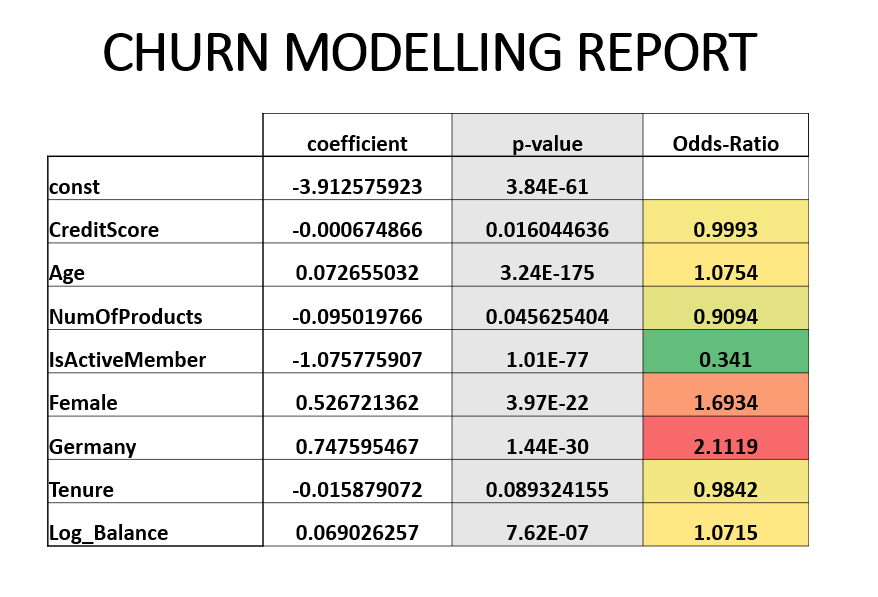 CHURN MODELLING REPORT
coefficient p-value Odds-Ratio
const -3.912575923 3.84E-61
CreditScore -0.000674866 0.016044636 0.9993
Age 0.072655032 3.24E-175 1.0754
NumOfProducts -0.095019766 0.045625404 0.9094
IsActiveMember -1.075775907 1.01E-77 0.341
Female 0.526721362 3.97E-22 1.6934
Germany 0.747595467 1.44E-30 2.1119
Tenure -0.015879072 0.089324155 0.9842
Log_Balance 0.069026257 7.62E-07 1.0715